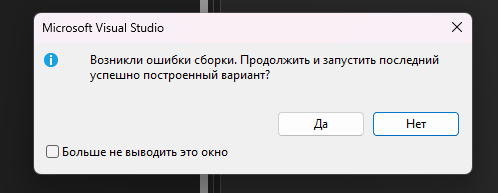 Microsoft Visual Studio
Возникли ошибки сборки. Продолжить и запустить последний
успешно построенный вариант?
Да
Нет
Больше не выводить это окно